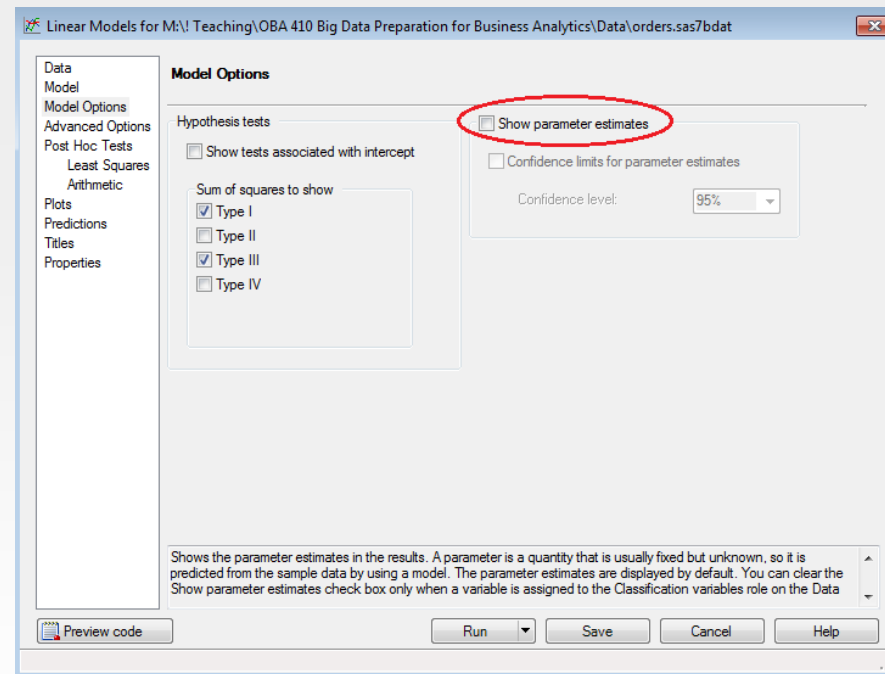 Linear Models for M:\! Teaching\OBA 410 Big Data Preparation for Business Analytics\Data\orders.sas7bdat
Data
Model
Model Options
Advanced Options
Post Hoc Tests
Least Squares
Arithmetic
Plots
Predictions
Titles
Properties
Model Options
Hypothesis tests
Show tests associated with intercept
Sum of squares to show
Type I
Type II
Type III
Type IV
Show parameter estimates
Confidence limits for parameter estimates
Confidence level: 95%
Shows the parameter estimates in the results. A parameter is a quantity that is usually fixed but unknown, so it is
predicted from the sample data by using a model. The parameter estimates are displayed by default. You can clear the
Show parameter estimates check box only when a variable is assigned to the Classification variables role on the Data
Preview code Run Save Cancel Help